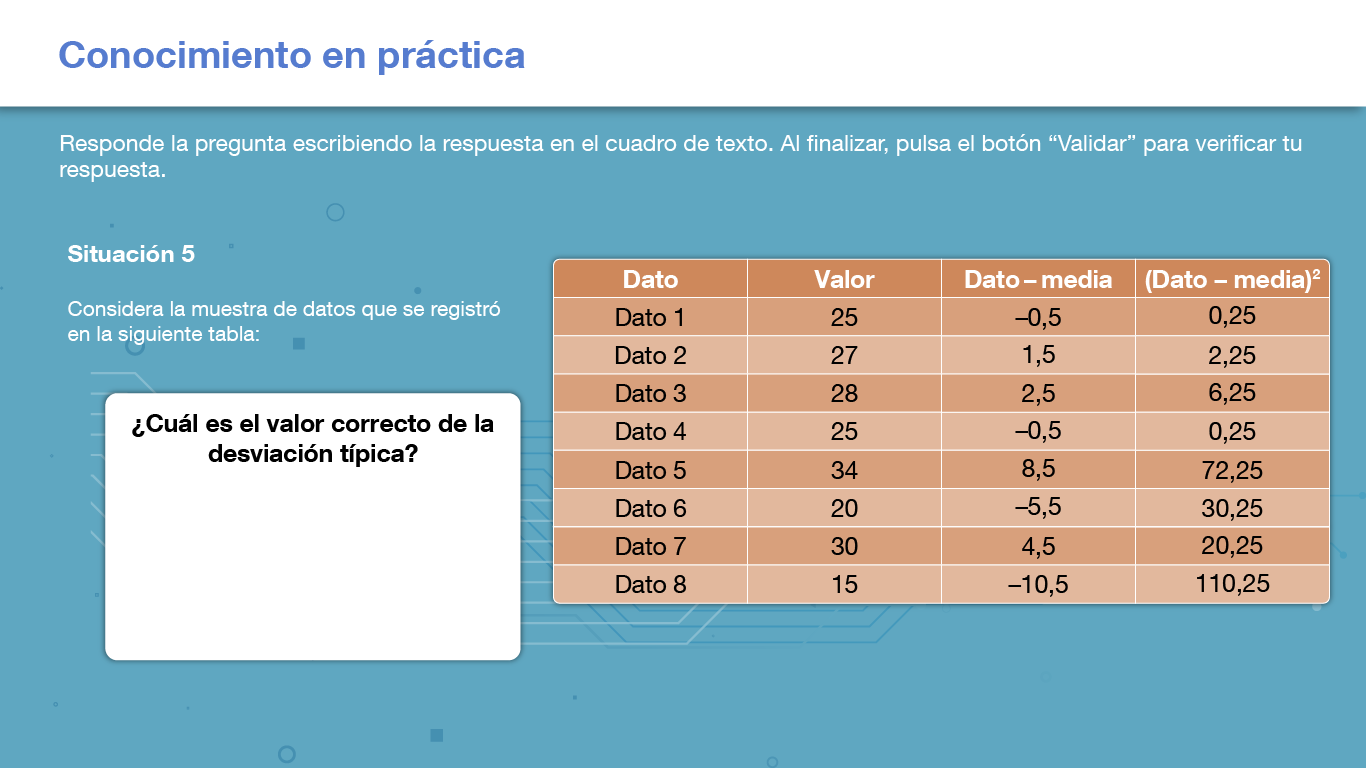 Conocimiento en práctica
Responde la pregunta escribiendo la respuesta en el cuadro de texto. Al finalizar, pulsa el botón “Validar” para verificar tu
respuesta.
Situación 5
Considera la muestra de datos que se registró
en la siguiente tabla:
¿Cuál es el valor correcto de la
desviación típica?
Dato Valor Dato – media (Dato – media)²
Dato 1 25 –0,5 0,25
Dato 2 27 1,5 2,25
Dato 3 28 2,5 6,25
Dato 4 25 –0,5 0,25
Dato 5 34 8,5 72,25
Dato 6 20 –5,5 30,25
Dato 7 30 4,5 20,25
Dato 8 15 –10,5 110,25